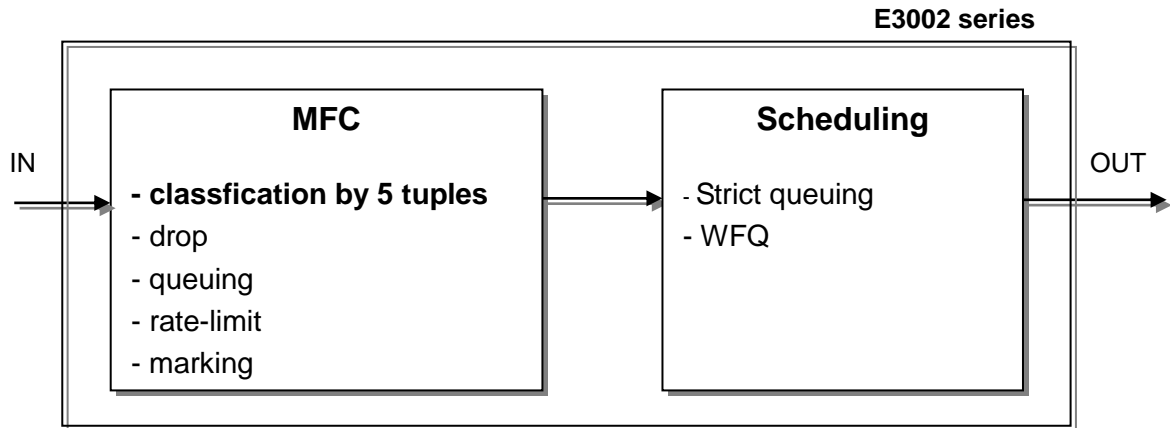 E3002 series
IN
MFC
- classfication by 5 tuples
- drop
- queuing
- rate-limit
- marking
Scheduling
- Strict queuing
- WFQ
OUT